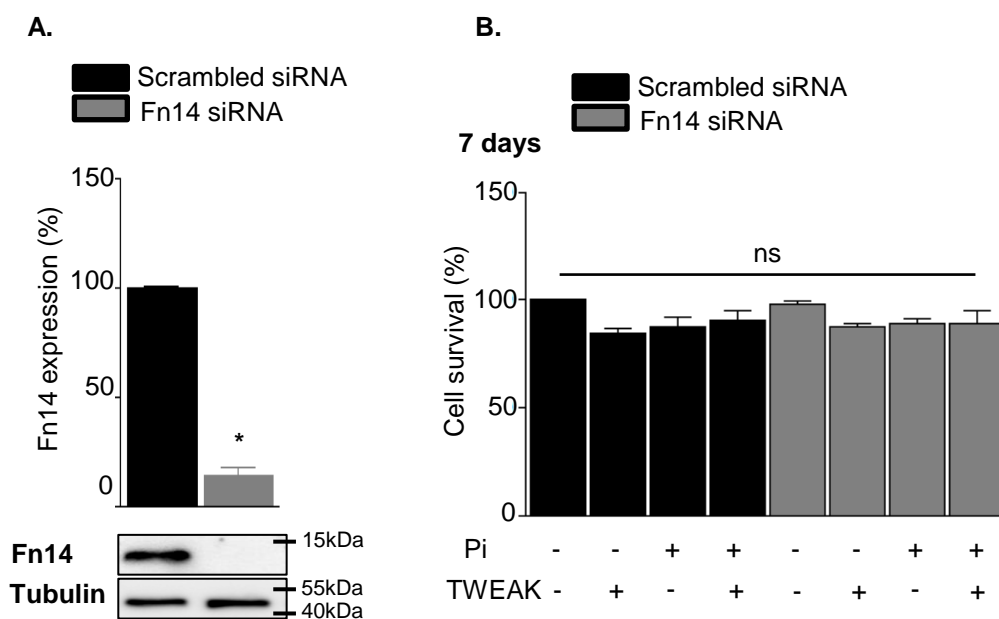 A.
Scrambled siRNA
Fn14 siRNA
150
100
50
0
Fn14 expression (%)
*
Fn14
15kDa
Tubulin
55kDa
40kDa
B.
Scrambled siRNA
Fn14 siRNA
7 days
150
100
50
0
Cell survival (%)
ns
Pi - - + + - - + +
TWEAK - + - + - + - +